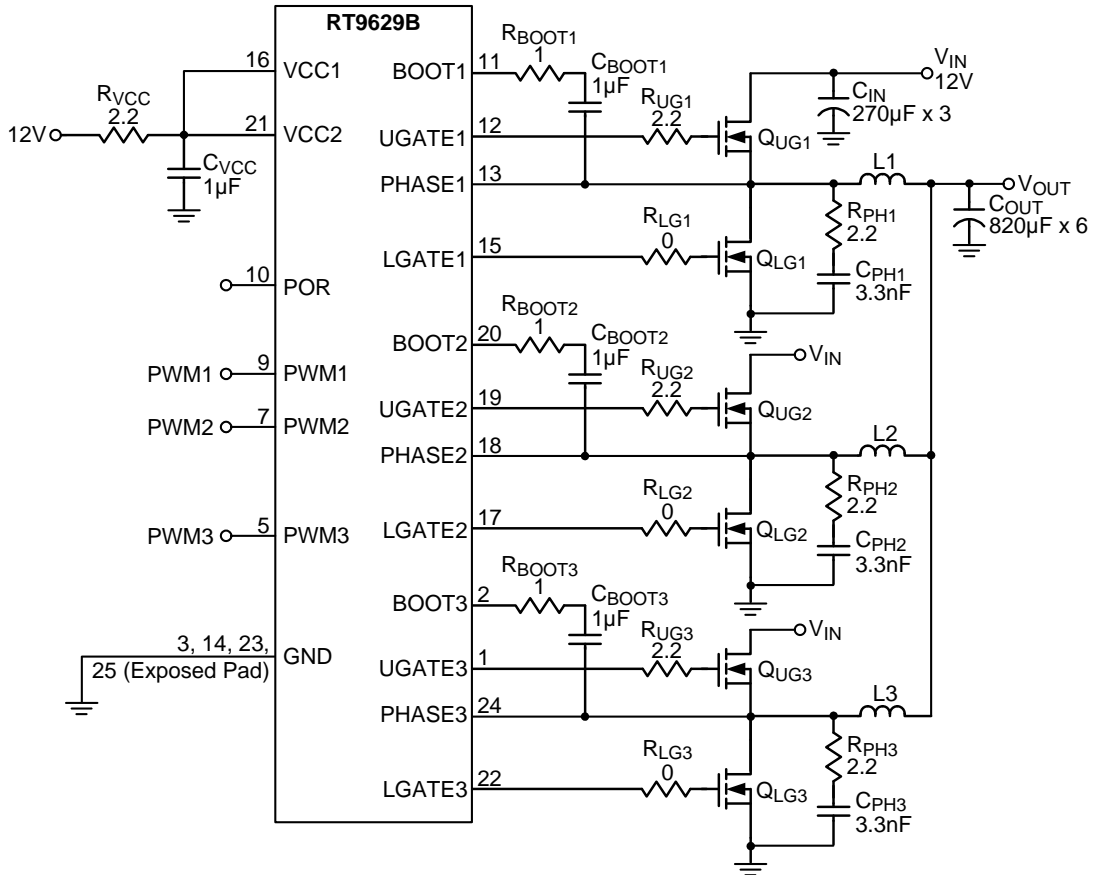 RT9629B
16
VCC1
RVCC
2.2
12V
21
VCC2
CVCC
1µF
10
POR
PWM1
9
PWM1
PWM2
7
PWM2
PWM3
5
PWM3
3, 14, 23,
25 (Exposed Pad)
GND
BOOT1
11
RBOOT1
1
CBOOT1
1µF
UGATE1
12
RUG1
2.2
QUG1
VIN
12V
CIN
270µF x 3
PHASE1
13
L1
VOUT
COUT
820µF x 6
RPH1
2.2
CPH1
3.3nF
LGATE1
15
RLG1
0
QLG1
BOOT2
20
RBOOT2
1
CBOOT2
1µF
VIN
UGATE2
19
RUG2
2.2
QUG2
PHASE2
18
L2
RPH2
2.2
CPH2
3.3nF
LGATE2
17
RLG2
0
QLG2
BOOT3
2
RBOOT3
1
CBOOT3
1µF
VIN
UGATE3
1
RUG3
2.2
QUG3
PHASE3
24
L3
RPH3
2.2
CPH3
3.3nF
LGATE3
22
RLG3
0
QLG3